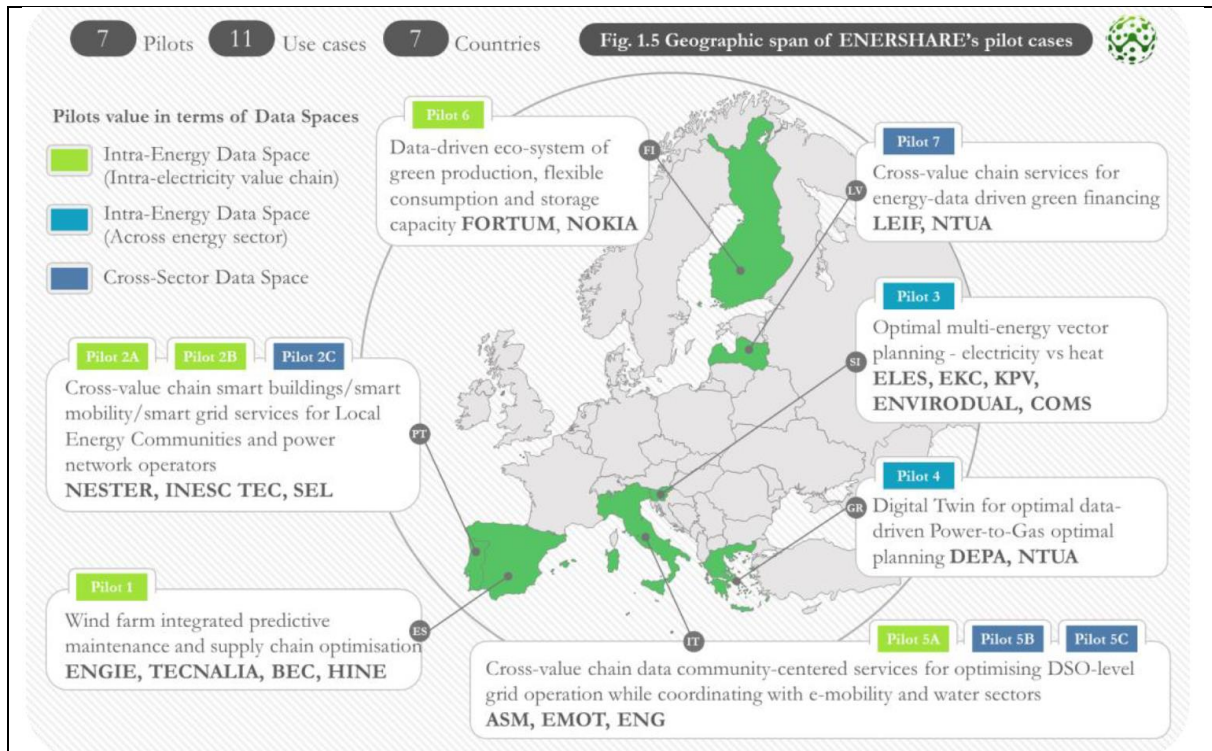 7 Pilots 11 Use cases 7 Countries
Fig. 1.5 Geographic span of ENERSHARE's pilot cases
Pilots value in terms of Data Spaces
Intra-Energy Data Space
(Intra-electricity value chain)
Intra-Energy Data Space
(Across energy sector)
Cross-Sector Data Space
Pilot 6
Data-driven eco-system of
green production, flexible
consumption and storage
capacity FORTUM, NOKIA
FI
Pilot 7
Cross-value chain services for
energy-data driven green financing
LEIF, NTUA
LV
Pilot 3
Optimal multi-energy vector
planning - electricity vs heat
ELES, EKC, KPV,
ENVIRODUAL, COMS
SI
Pilot 2A Pilot 2B Pilot 2C
Cross-value chain smart buildings/smart
mobility/smart grid services for Local
Energy Communities and power
network operators
NESTER, INESC TEC, SEL
PT
Pilot 4
Digital Twin for optimal data-
driven Power-to-Gas optimal
planning DEPA, NTUA
GR
Pilot 1
Wind farm integrated predictive
maintenance and supply chain optimisation
ENGIE, TECNALIA, BEC, HINE
ES
IT
Pilot 5A Pilot 5B Pilot 5C
Cross-value chain data community-centered services for optimising DSO-level
grid operation while coordinating with e-mobility and water sectors
ASM, EMOT, ENG